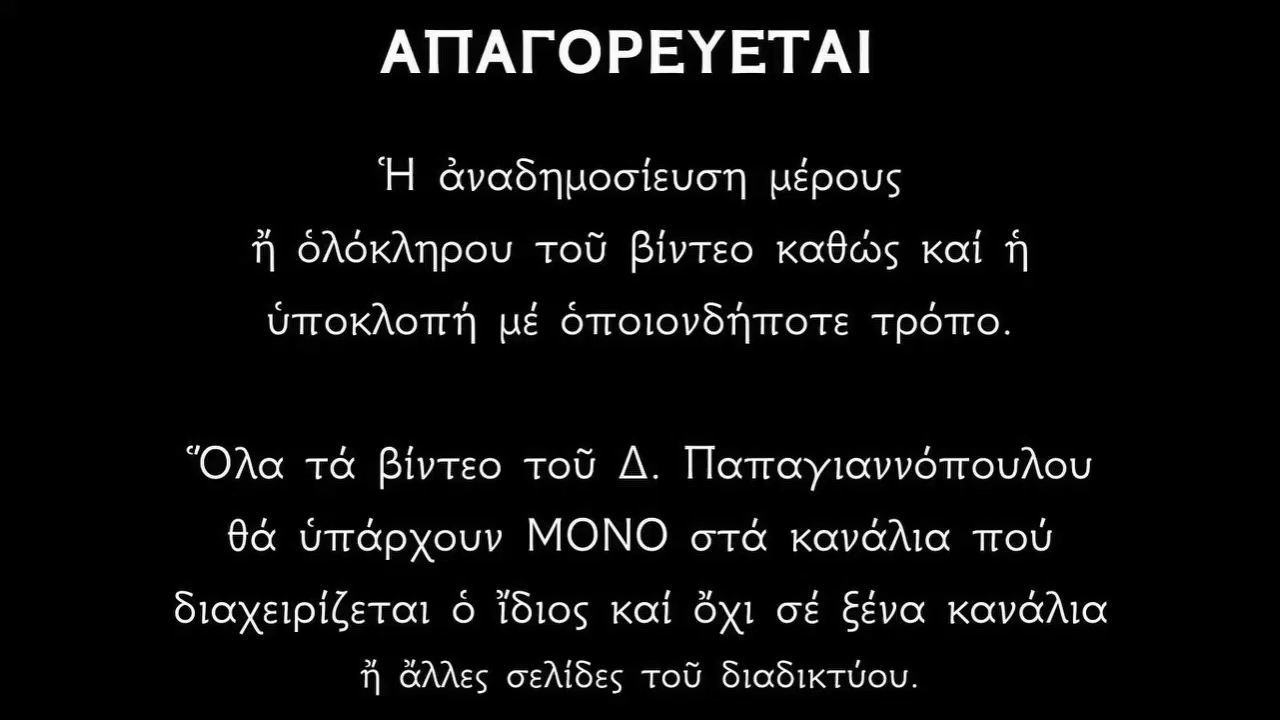 ΑΠΑΓΟΡΕΥΕΤΑΙ
Ἡ ἀναδημοσίευση μέρους
ἤ ὁλόκληρου τοῦ βίντεο καθώς καί ἡ
ὑποκλοπή μέ ὁποιονδήποτε τρόπο.
Ὅλα τά βίντεο τοῦ Δ. Παπαγιαννόπουλου
θά ὑπάρχουν ΜΟΝΟ στά κανάλια πού
διαχειρίζεται ὁ ἴδιος καί ὄχι σέ ξένα κανάλια
ἤ ἄλλες σελίδες τοῦ διαδικτύου.